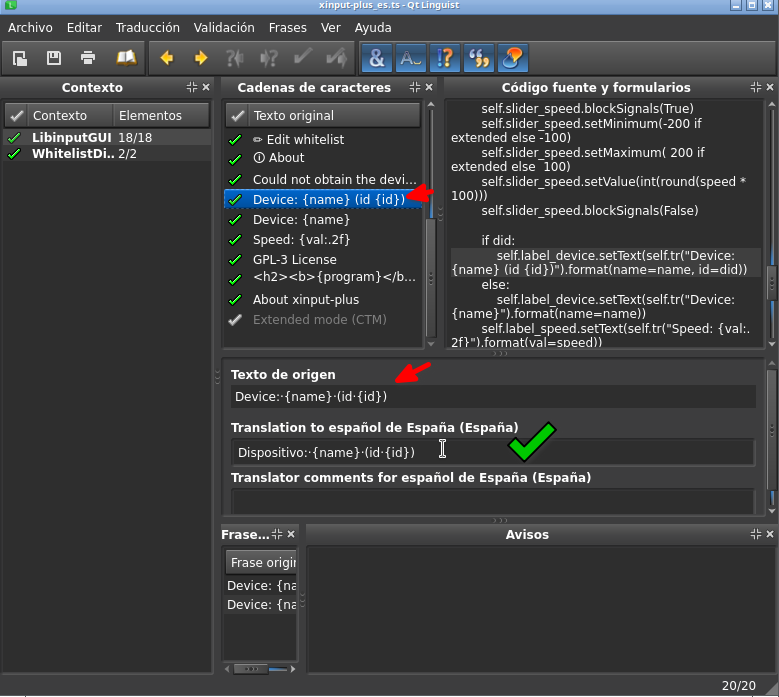 xinput-plus_es.ts - Qt Linguist
Archivo Editar Traducción Validación Frases Ver Ayuda
Contexto
Contexto Elementos
LibinputGUI 18/18
WhitelistDi.. 2/2
Cadenas de caracteres
Texto original
✏ Edit whitelist
ⓘ About
Could not obtain the devi...
Device: {name} (id {id})
Device: {name}
Speed: {val:.2f}
GPL-3 License
<h2><b>{program}</b...
About xinput-plus
Extended mode (CTM)
Código fuente y formularios
self.slider_speed.blockSignals(True)
self.slider_speed.setMinimum(-200 if
extended else -100)
self.slider_speed.setMaximum( 200 if
extended else  100)
self.slider_speed.setValue(int(round(speed *
100)))
self.slider_speed.blockSignals(False)
if did:
self.label_device.setText(self.tr("Device:
{name} (id {id})").format(name=name, id=did))
else:
self.label_device.setText(self.tr("Device:
{name}").format(name=name))
self.label_speed.setText(self.tr("Speed: {val:.
2f}").format(val=speed))
Texto de origen
Device:·{name}·(id·{id})
Translation to español de España (España)
Dispositivo:·{name}·(id·{id})
Translator comments for español de España (España)
Frase...
Frase origin
Device: {na
Device: {na
Avisos
20/20